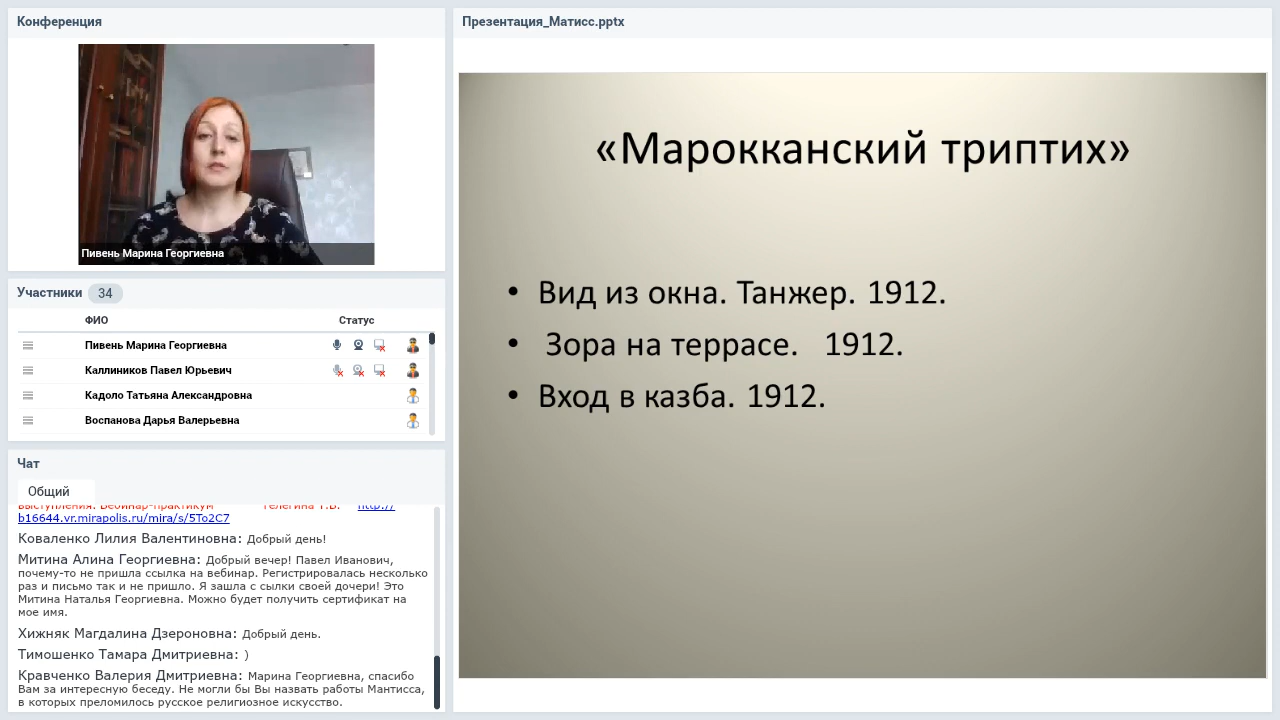 Конференция
Пивень Марина Георгиевна
Участники 34
ФИО Статус
Пивень Марина Георгиевна
Каллиников Павел Юрьевич
Кадоло Татьяна Александровна
Воспанова Дарья Валерьевна
Чат
Общий
выступления. Вебинар-практикум Телегина Т.В. http://
b16644.vr.mirapolis.ru/mira/s/5To2C7
Коваленко Лилия Валентиновна: Добрый день!
Митина Алина Георгиевна: Добрый вечер! Павел Иванович,
почему-то не пришла ссылка на вебинар. Регистрировалась несколько
раз и письмо так и не пришло. Я зашла с сылки своей дочери! Это
Митина Наталья Георгиевна. Можно будет получить сертификат на
мое имя.
Хижняк Магдалина Дзероновна: Добрый день.
Тимошенко Тамара Дмитриевна: )
Кравченко Валерия Дмитриевна: Марина Георгиевна, спасибо
Вам за интересную беседу. Не могли бы Вы назвать работы Мантисса,
в которых преломилось русское религиозное искусство.
Презентация_Матисс.pptx
«Марокканский триптих»
• Вид из окна. Танжер. 1912.
• Зора на террасе. 1912.
• Вход в казба. 1912.